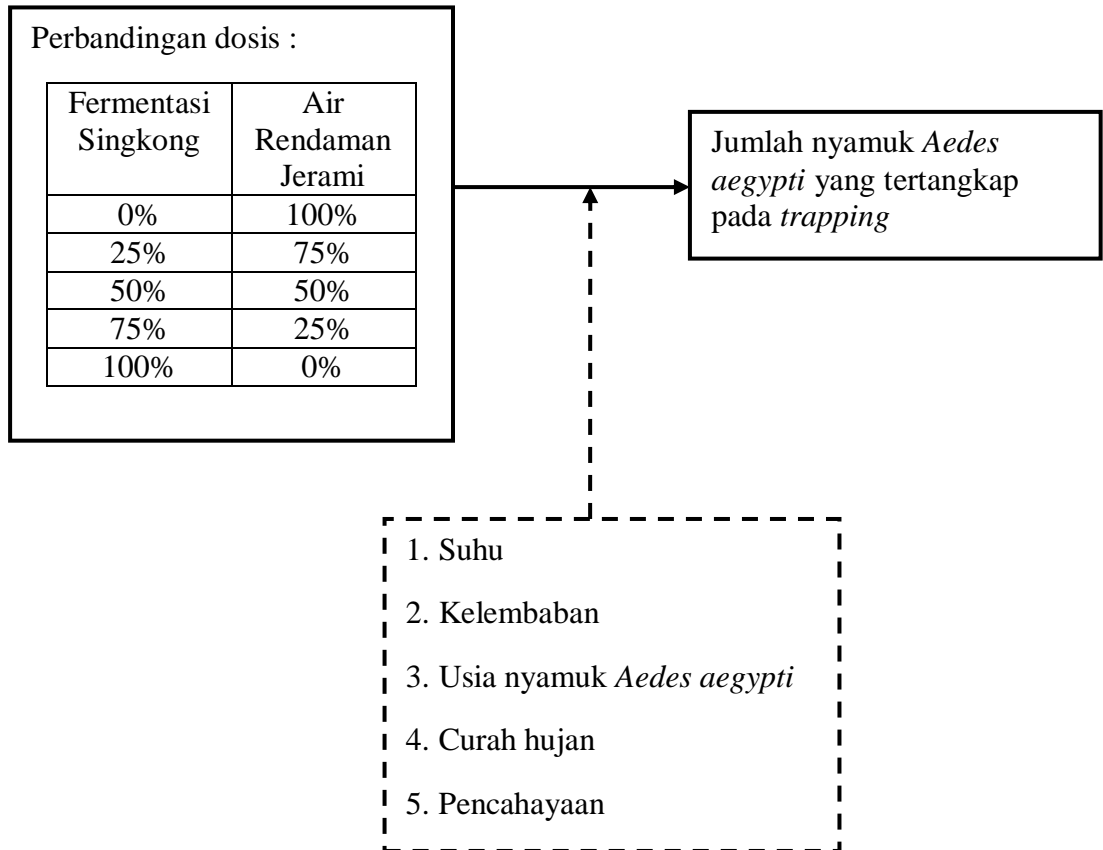 Perbandingan dosis :
Fermentasi Singkong | Air Rendaman Jerami
0% | 100%
25% | 75%
50% | 50%
75% | 25%
100% | 0%
Jumlah nyamuk Aedes
aegypti yang tertangkap
pada trapping
1. Suhu
2. Kelembaban
3. Usia nyamuk Aedes aegypti
4. Curah hujan
5. Pencahayaan